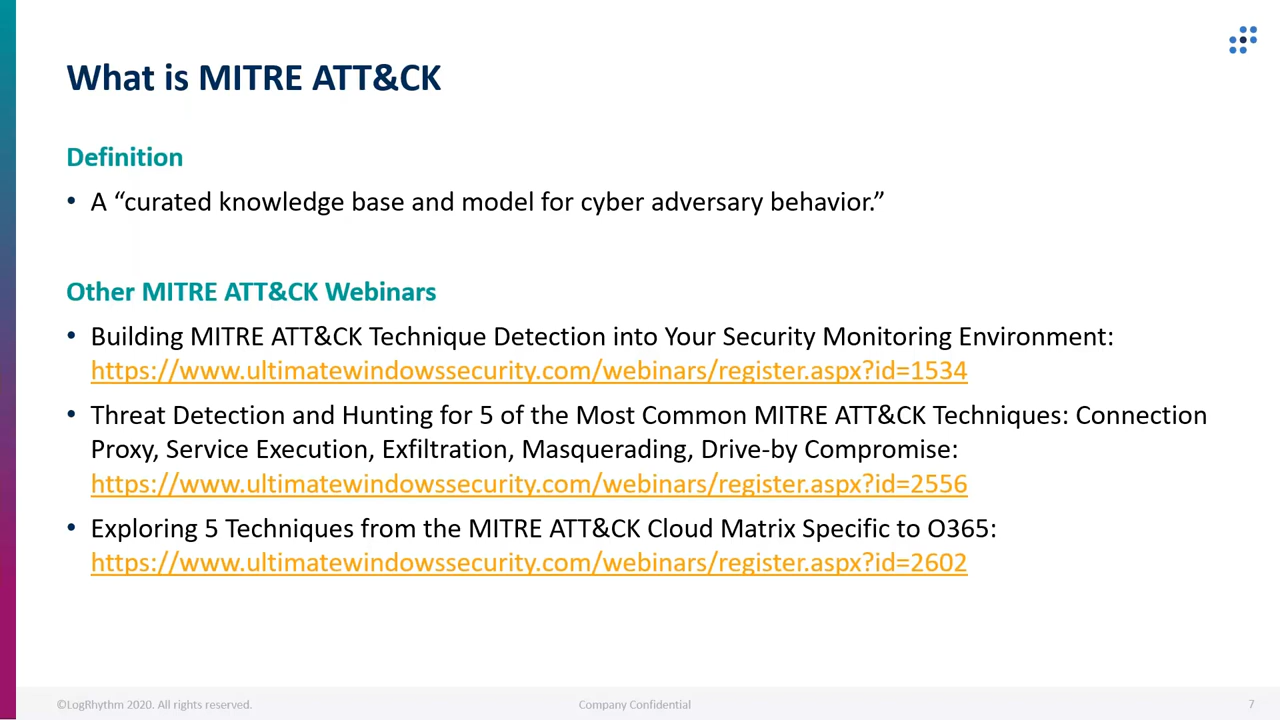 What is MITRE ATT&CK
Definition
• A “curated knowledge base and model for cyber adversary behavior.”
Other MITRE ATT&CK Webinars
• Building MITRE ATT&CK Technique Detection into Your Security Monitoring Environment:
https://www.ultimatewindowssecurity.com/webinars/register.aspx?id=1534
• Threat Detection and Hunting for 5 of the Most Common MITRE ATT&CK Techniques: Connection
Proxy, Service Execution, Exfiltration, Masquerading, Drive-by Compromise:
https://www.ultimatewindowssecurity.com/webinars/register.aspx?id=2556
• Exploring 5 Techniques from the MITRE ATT&CK Cloud Matrix Specific to O365:
https://www.ultimatewindowssecurity.com/webinars/register.aspx?id=2602
©LogRhythm 2020. All rights reserved.
Company Confidential
7